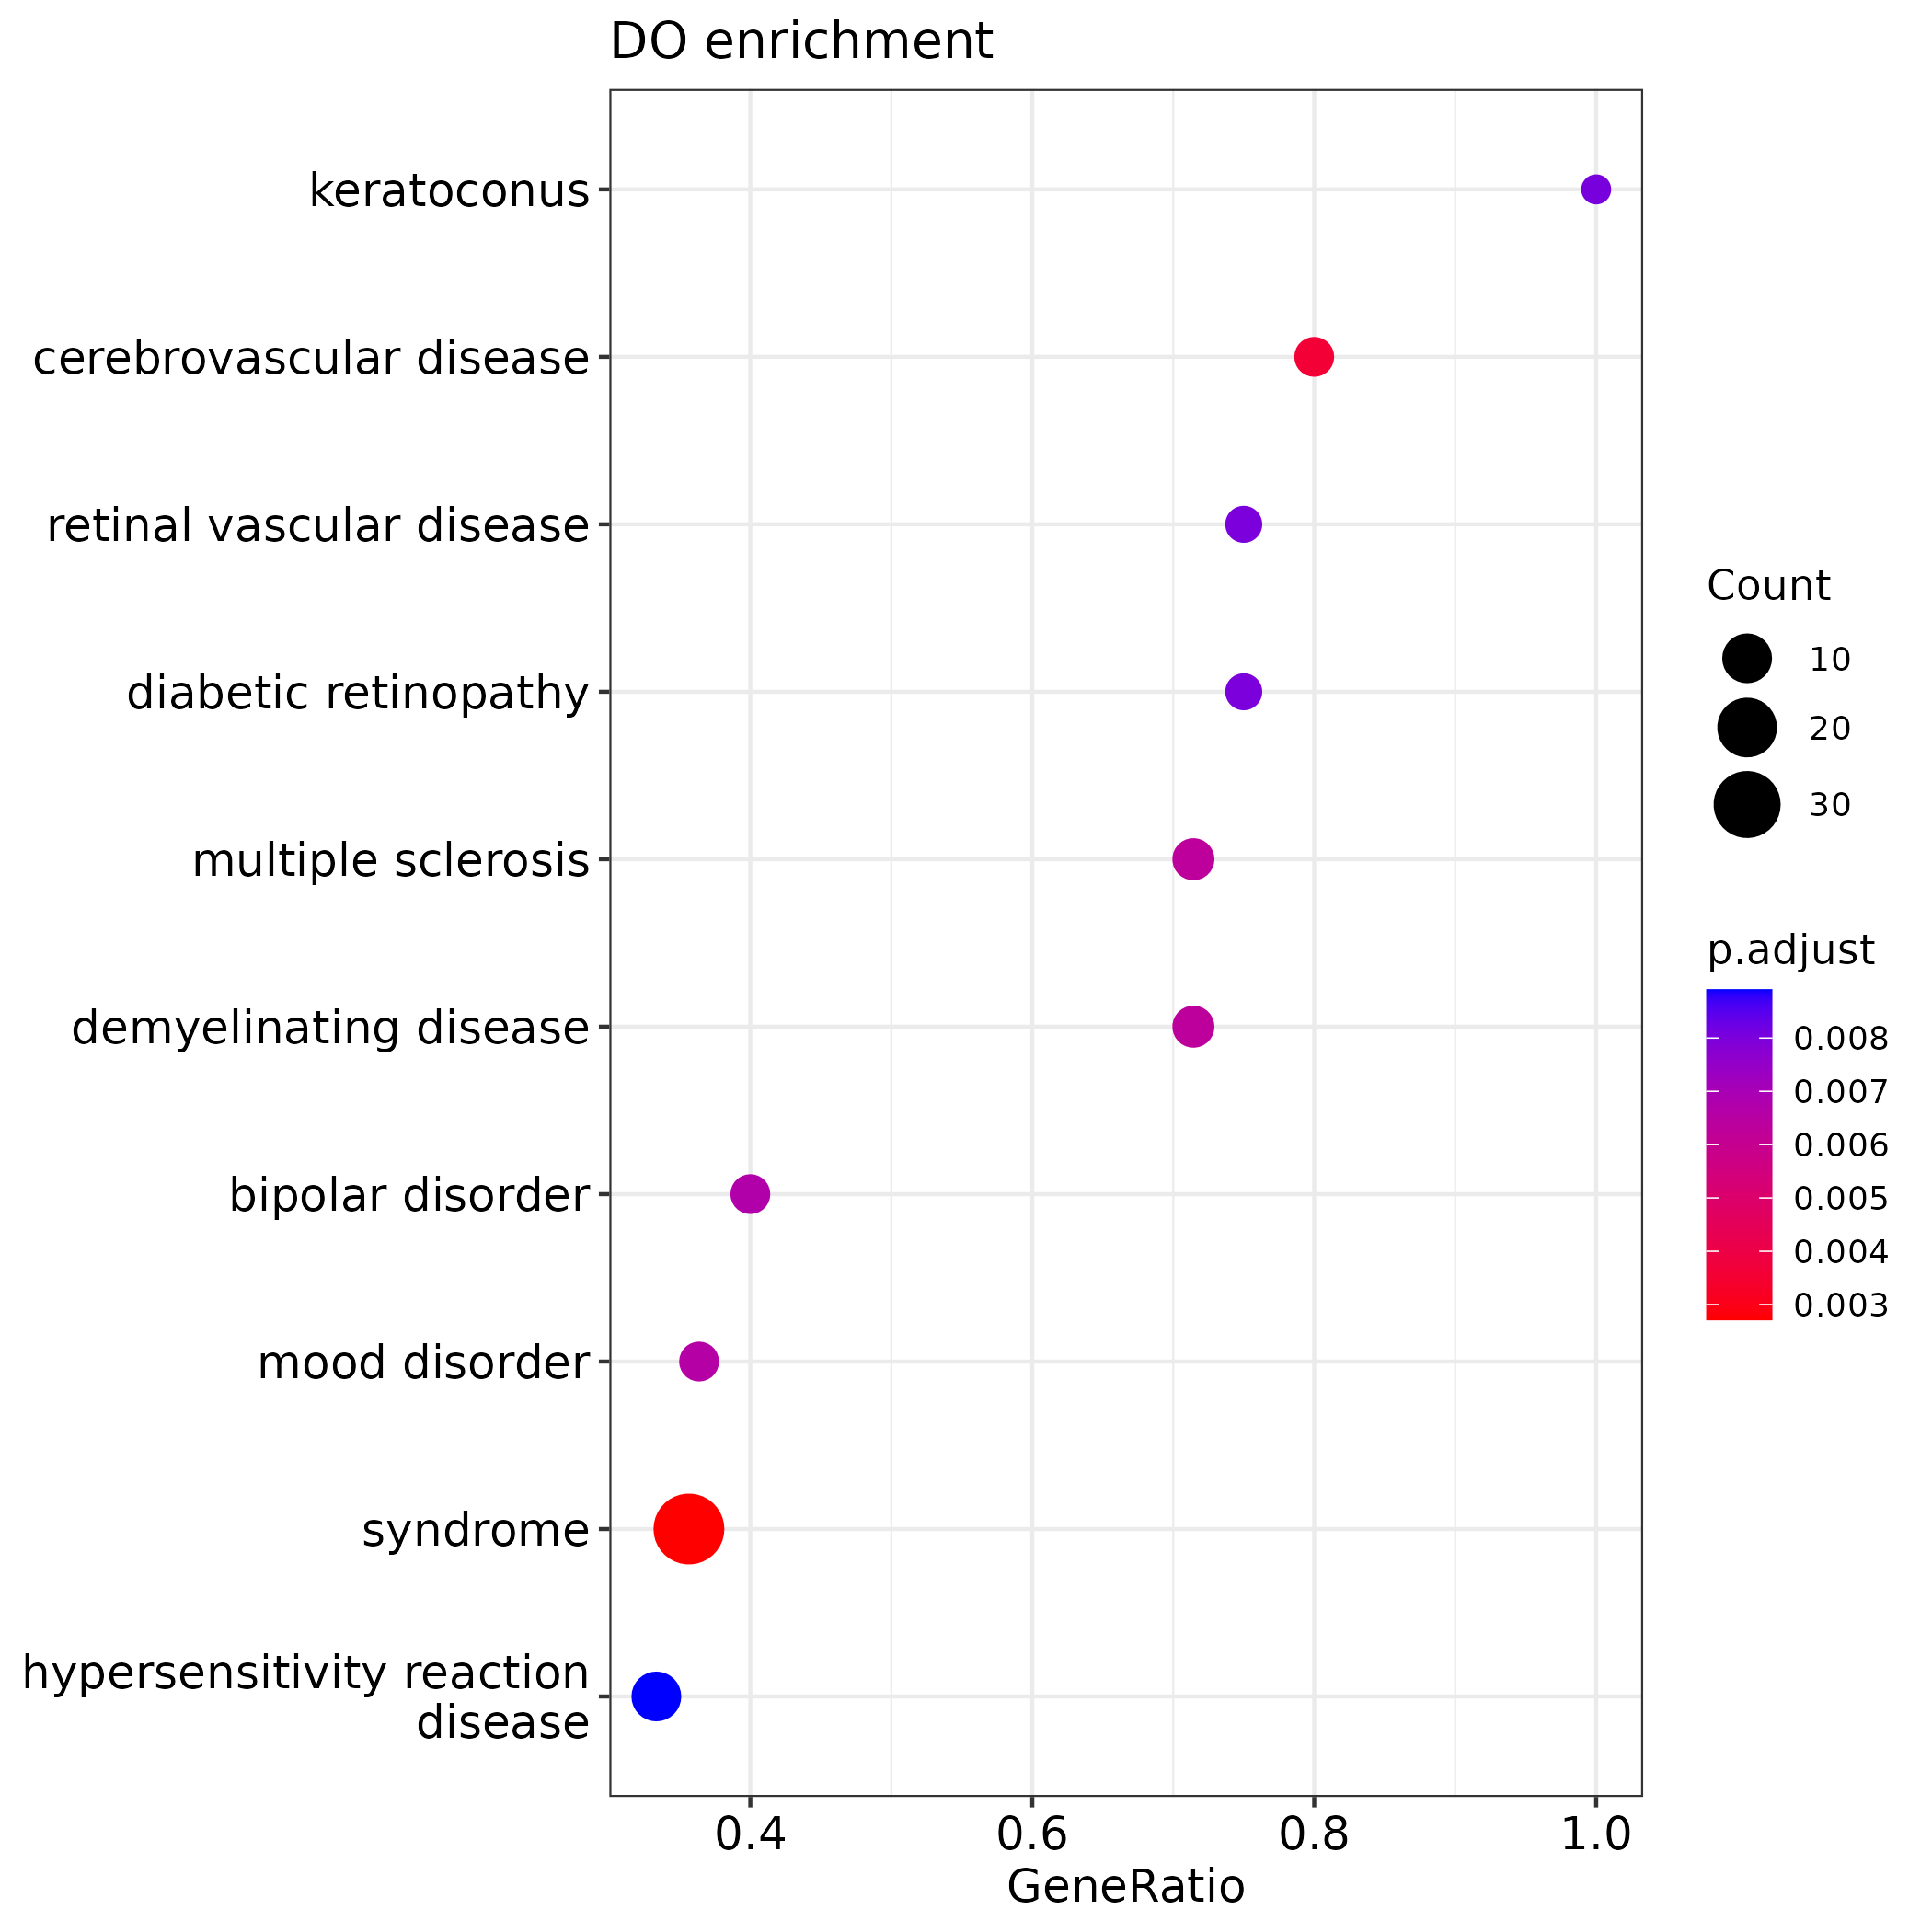 DO enrichment
keratoconus
cerebrovascular disease
retinal vascular disease
diabetic retinopathy
multiple sclerosis
demyelinating disease
bipolar disorder
mood disorder
syndrome
hypersensitivity reaction
disease
0.4
0.6
0.8
1.0
GeneRatio
Count
10
20
30
p.adjust
0.008
0.007
0.006
0.005
0.004
0.003